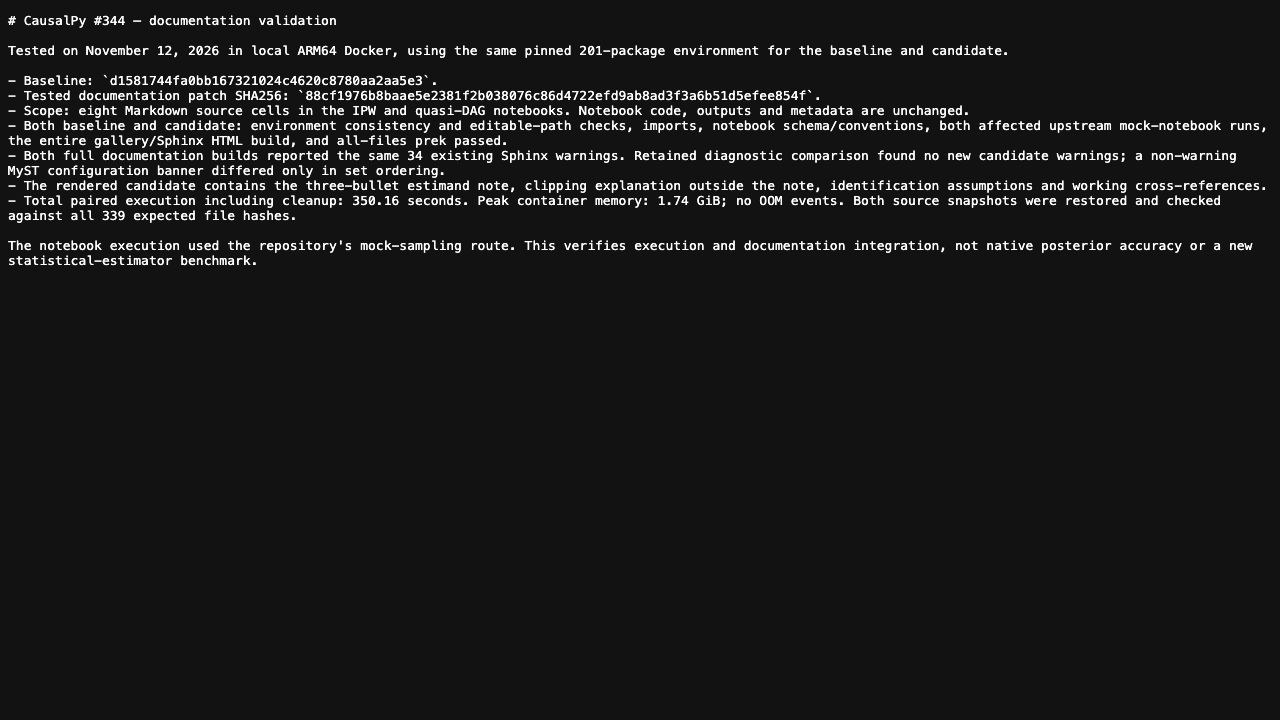 # CausalPy #344 — documentation validation
Tested on November 12, 2026 in local ARM64 Docker, using the same pinned 201-package environment for the baseline and candidate.
- Baseline: `d1581744fa0bb167321024c4620c8780aa2aa5e3`.
- Tested documentation patch SHA256: `88cf1976b8baae5e2381f2b038076c86d4722efd9ab8ad3f3a6b51d5efee854f`.
- Scope: eight Markdown source cells in the IPW and quasi-DAG notebooks. Notebook code, outputs and metadata are unchanged.
- Both baseline and candidate: environment consistency and editable-path checks, imports, notebook schema/conventions, both affected upstream mock-notebook runs,
the entire gallery/Sphinx HTML build, and all-files prek passed.
- Both full documentation builds reported the same 34 existing Sphinx warnings. Retained diagnostic comparison found no new candidate warnings; a non-warning
MyST configuration banner differed only in set ordering.
- The rendered candidate contains the three-bullet estimand note, clipping explanation outside the note, identification assumptions and working cross-references.
- Total paired execution including cleanup: 350.16 seconds. Peak container memory: 1.74 GiB; no OOM events. Both source snapshots were restored and checked
against all 339 expected file hashes.
The notebook execution used the repository's mock-sampling route. This verifies execution and documentation integration, not native posterior accuracy or a new
statistical-estimator benchmark.